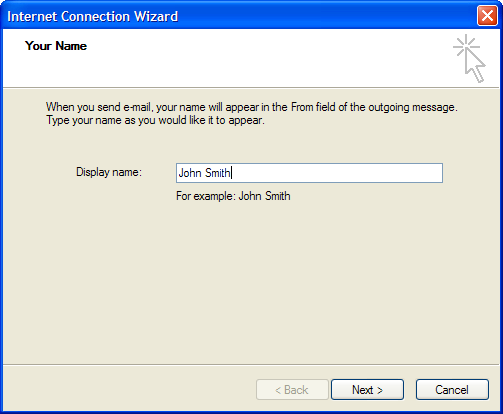 Internet Connection Wizard
Your Name
When you send e-mail, your name will appear in the From field of the outgoing message.
Type your name as you would like it to appear.
Display name: John Smith
For example: John Smith
< Back Next > Cancel